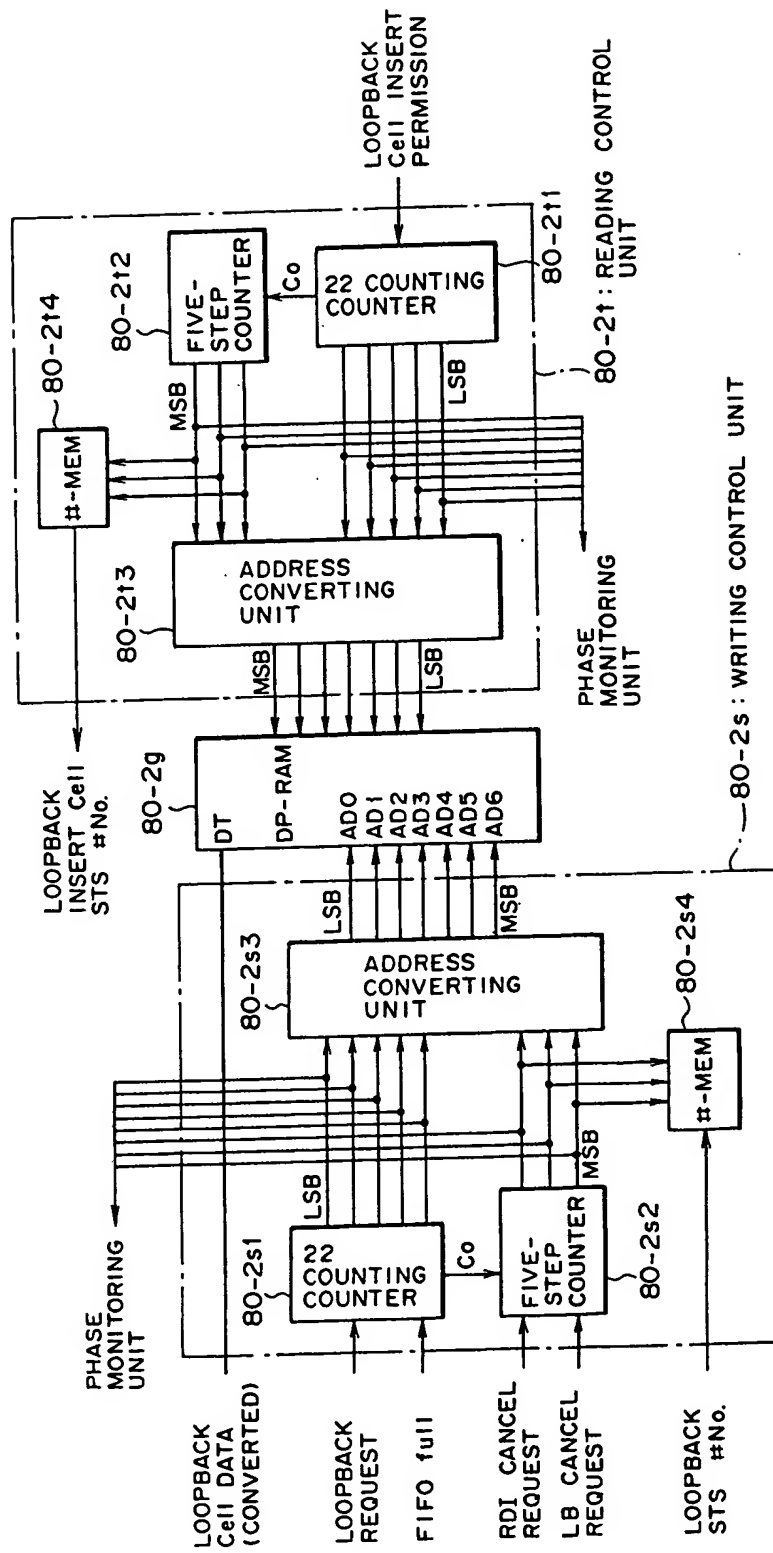 PHASE
MONITORING
UNIT
LOOPBACK
Cell DATA
(CONVERTED)
LOOPBACK
REQUEST
FIFO full
RDI CANCEL
REQUEST
LB CANCEL
REQUEST
LOOPBACK
STS #No.
80-2s1
22
COUNTING
COUNTER
LSB
Co
FIVE-
STEP
COUNTER
MSB
80-2s2
80-2s3
ADDRESS
CONVERTING
UNIT
LSB
MSB
80-2s4
#-MEM
80-2s : WRITING CONTROL UNIT
80-2g
DT
DP-RAM
AD0
AD1
AD2
AD3
AD4
AD5
AD6
LOOPBACK
INSERT Cell
STS #No.
MSB
LSB
80-2t3
ADDRESS
CONVERTING
UNIT
80-2t4
#-MEM
PHASE
MONITORING
UNIT
80-2t2
MSB
FIVE-
STEP
COUNTER
Co
22 COUNTING
COUNTER
LSB
80-2t1
80-2t : READING CONTROL
UNIT
LOOPBACK
Cell INSERT
PERMISSION